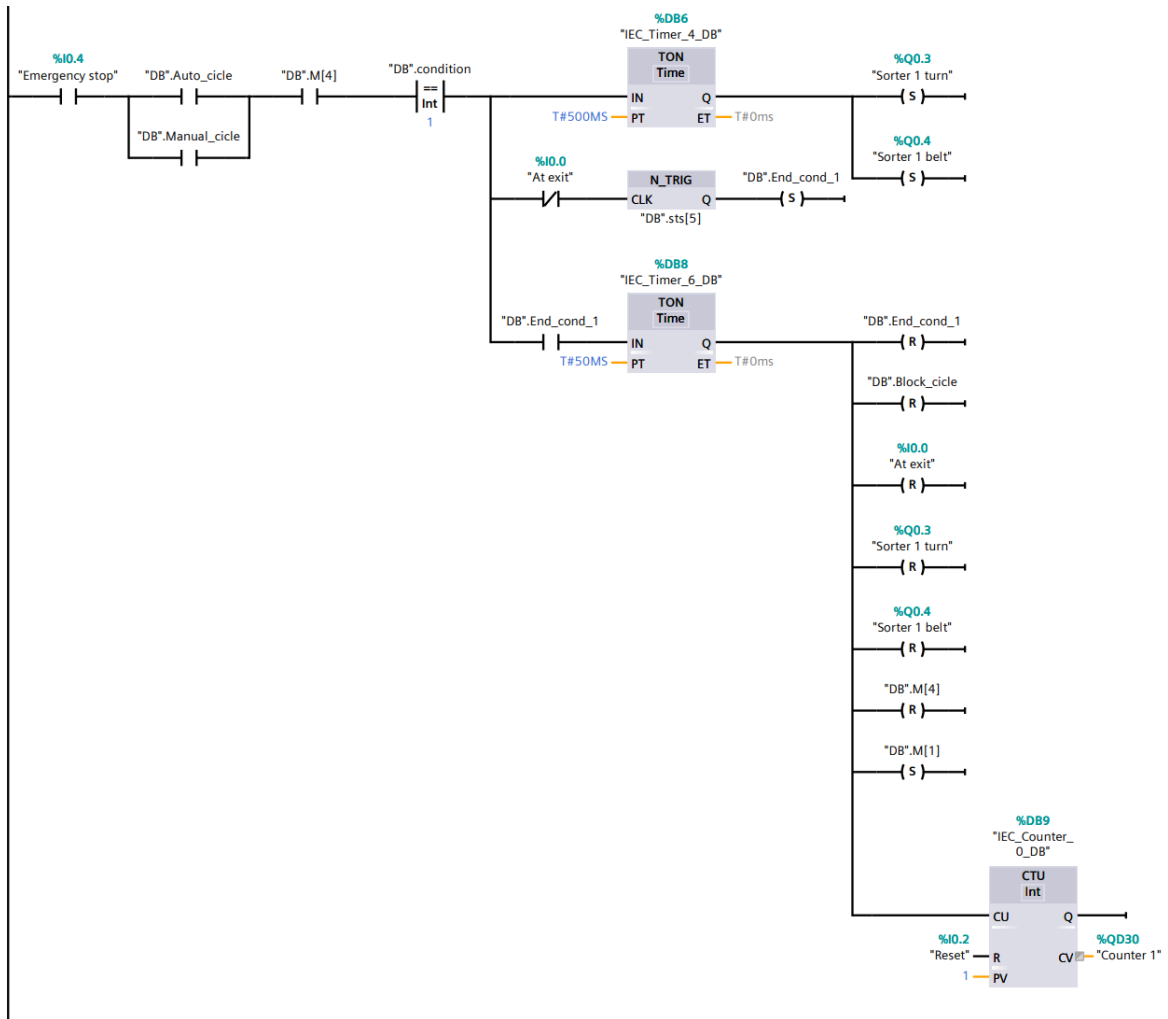 %DB6
"IEC_Timer_4_DB"
%I0.4
"Emergency stop"
"DB".Auto_cicle
"DB".M[4]
"DB".condition
TON
Time
%Q0.3
"Sorter 1 turn"
==
Int
1
IN
Q
S
T#500MS
PT
ET
T#0ms
"DB".Manual_cicle
%Q0.4
"Sorter 1 belt"
S
%I0.0
"At exit"
N_TRIG
"DB".End_cond_1
CLK
Q
S
"DB".sts[5]
%DB8
"IEC_Timer_6_DB"
TON
Time
"DB".End_cond_1
"DB".End_cond_1
IN
Q
R
T#50MS
PT
ET
T#0ms
"DB".Block_cicle
R
%I0.0
"At exit"
R
%Q0.3
"Sorter 1 turn"
R
%Q0.4
"Sorter 1 belt"
R
"DB".M[4]
R
"DB".M[1]
S
%DB9
"IEC_Counter_
0_DB"
CTU
Int
CU
Q
%I0.2
"Reset"
R
CV
%QD30
"Counter 1"
1
PV